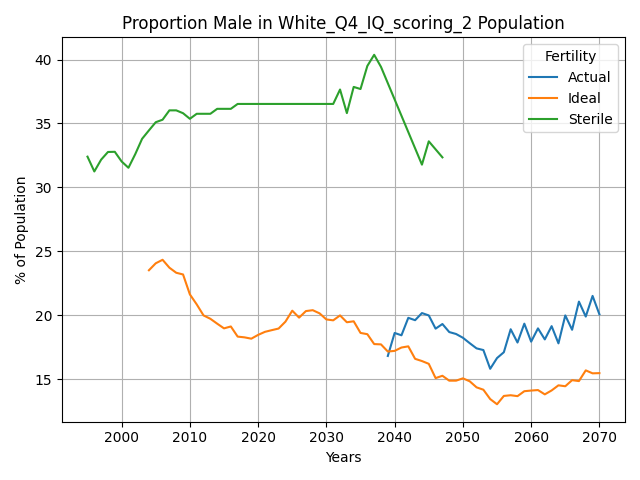 Proportion Male in White_Q4_IQ_scoring_2 Population
Fertility
Actual
Ideal
Sterile
% of Population
40
35
30
25
20
15
2000
2010
2020
2030
2040
2050
2060
2070
Years